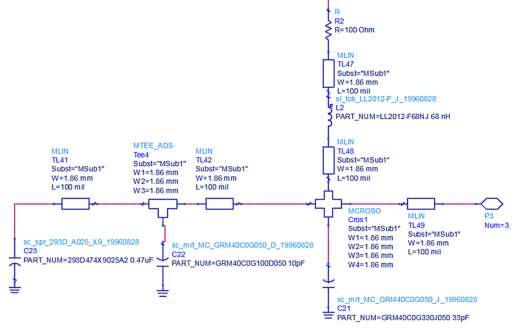 R
R2
R=100 Ohm
MLIN
TL47
Subst="MSub1"
W=1.86 mm
L=100 mil
sl_tok_LL2012-F_J_19960828
L2
PART_NUM=LL2012-F68NJ 68 nH
MLIN
TL41
Subst="MSub1"
W=1.86 mm
L=100 mil
MTEE_ADS
Tee4
Subst="MSub1"
W1=1.86 mm
W2=1.86 mm
W3=1.86 mm
MLIN
TL42
Subst="MSub1"
W=1.86 mm
L=100 mil
MLIN
TL48
Subst="MSub1"
W=1.86 mm
L=100 mil
MCROSO
Cros1
Subst="MSub1"
W1=1.86 mm
W2=1.86 mm
W3=1.86 mm
W4=1.86 mm
MLIN
TL49
Subst="MSub1"
W=1.86 mm
L=100 mil
P3
Num=3
sc_spr_293D_A025_X9_19960828
C23
PART_NUM=293D474X9025A2 0.47uF
sc_mrt_MC_GRM40C0G050_D_19960828
C22
PART_NUM=GRM40C0G100D050 10pF
sc_mrt_MC_GRM40C0G050_J_19960828
C21
PART_NUM=GRM40C0G330J050 33pF